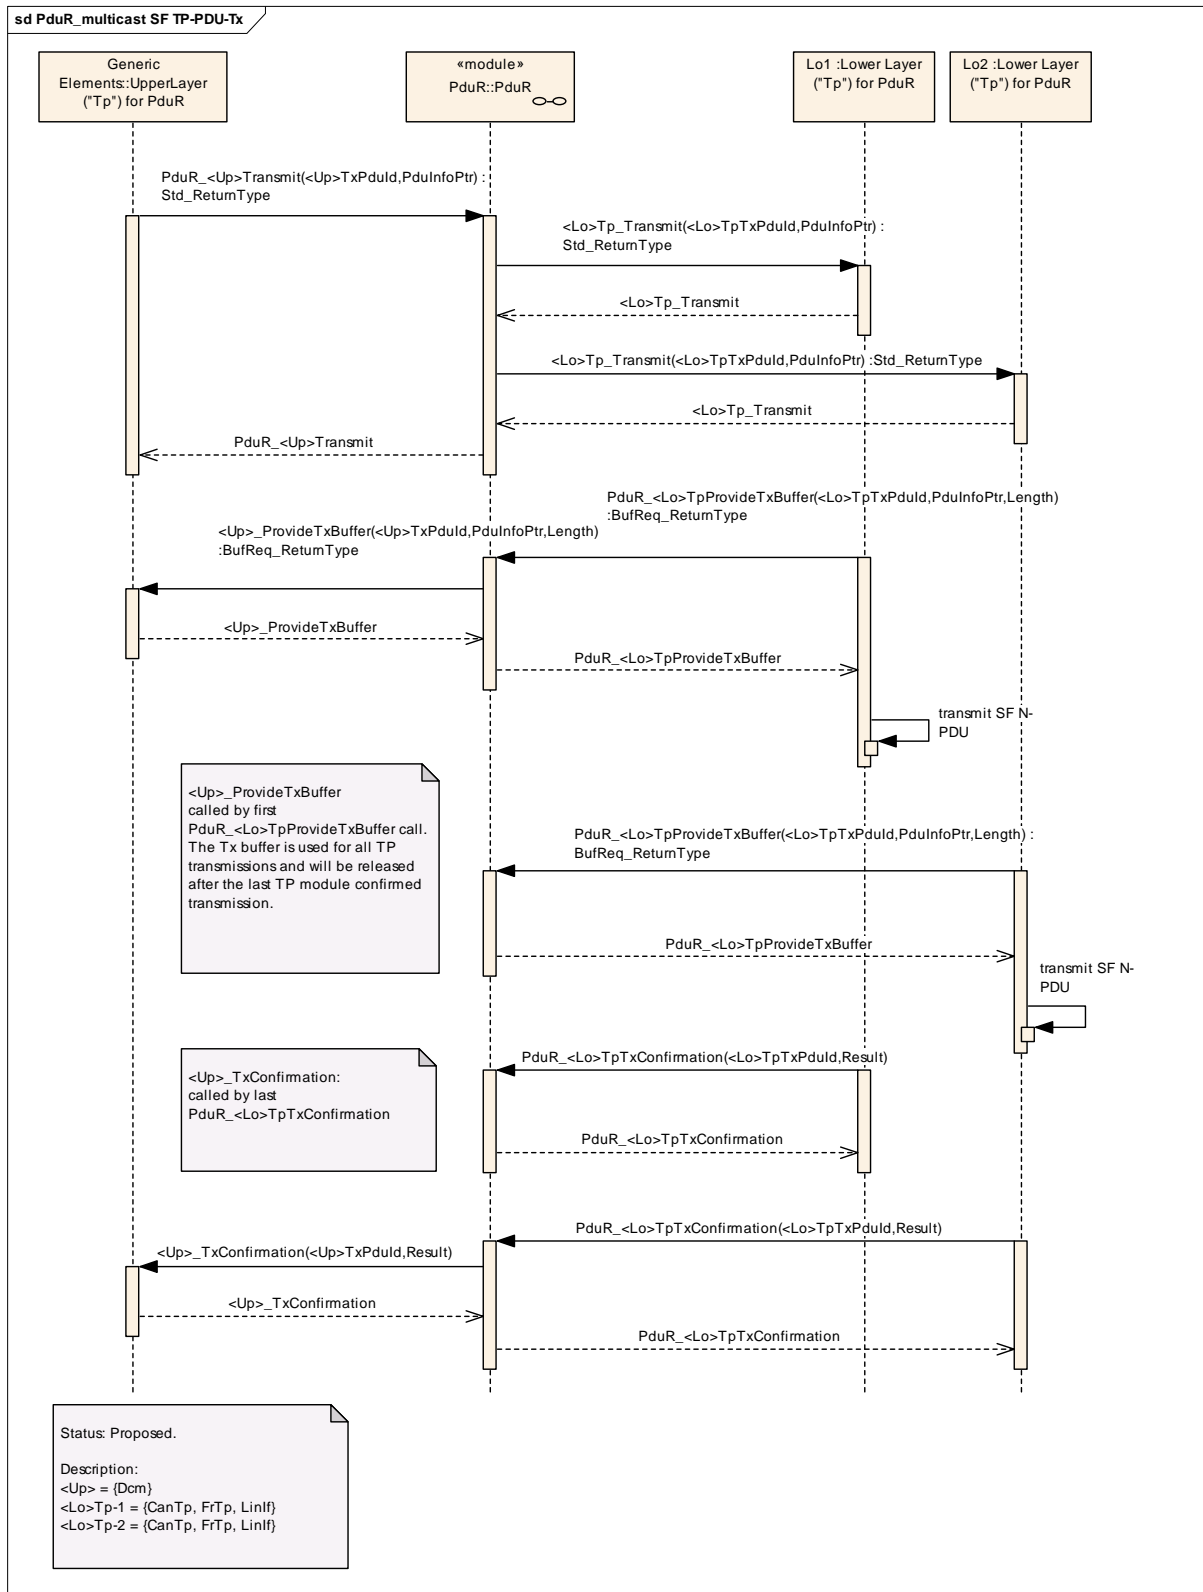 sd PduR_multicast SF TP-PDU-Tx
Generic
Elements::UpperLayer
("Tp") for PduR
«module»
PduR::PduR
Lo1 :Lower Layer
("Tp") for PduR
Lo2 :Lower Layer
("Tp") for PduR
PduR_<Up>Transmit(<Up>TxPduId,PduInfoPtr) :
Std_ReturnType
<Lo>Tp_Transmit(<Lo>TpTxPduId,PduInfoPtr) :
Std_ReturnType
<Lo>Tp_Transmit
<Lo>Tp_Transmit(<Lo>TpTxPduId,PduInfoPtr) :Std_ReturnType
<Lo>Tp_Transmit
PduR_<Up>Transmit
PduR_<Lo>TpProvideTxBuffer(<Lo>TpTxPduId,PduInfoPtr,Length)
:BufReq_ReturnType
<Up>_ProvideTxBuffer(<Up>TxPduId,PduInfoPtr,Length)
:BufReq_ReturnType
<Up>_ProvideTxBuffer
PduR_<Lo>TpProvideTxBuffer
transmit SF N-
PDU
<Up>_ProvideTxBuffer
called by first
PduR_<Lo>TpProvideTxBuffer call.
The Tx buffer is used for all TP
transmissions and will be released
after the last TP module confirmed
transmission.
PduR_<Lo>TpProvideTxBuffer(<Lo>TpTxPduId,PduInfoPtr,Length) :
BufReq_ReturnType
PduR_<Lo>TpProvideTxBuffer
transmit SF N-
PDU
PduR_<Lo>TpTxConfirmation(<Lo>TpTxPduId,Result)
<Up>_TxConfirmation:
called by last
PduR_<Lo>TpTxConfirmation
PduR_<Lo>TpTxConfirmation
PduR_<Lo>TpTxConfirmation(<Lo>TpTxPduId,Result)
<Up>_TxConfirmation(<Up>TxPduId,Result)
<Up>_TxConfirmation
PduR_<Lo>TpTxConfirmation
Status: Proposed.
Description:
<Up> = {Dcm}
<Lo>Tp-1 = {CanTp, FrTp, LinIf}
<Lo>Tp-2 = {CanTp, FrTp, LinIf}